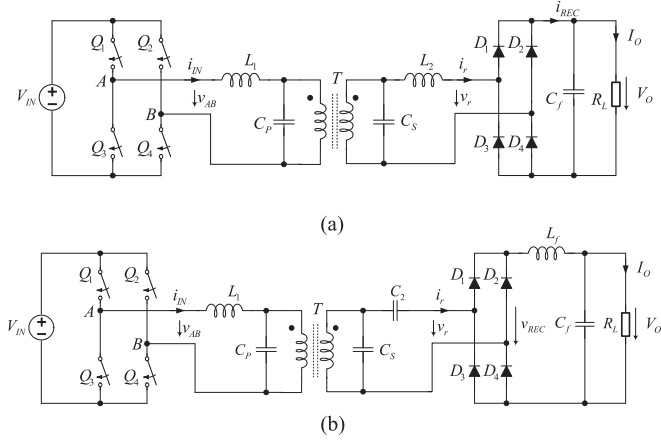 Q1 Q2 iIN L1 T L2 ir D1 D2 iREC IO
VIN A vAB B CP CS vr Cf RL VO
Q3 Q4 D3 D4
(a)
Q1 Q2 iIN L1 T C2 ir D1 D2 Lf IO
VIN A vAB B CP CS vr vREC Cf RL VO
Q3 Q4 D3 D4
(b)